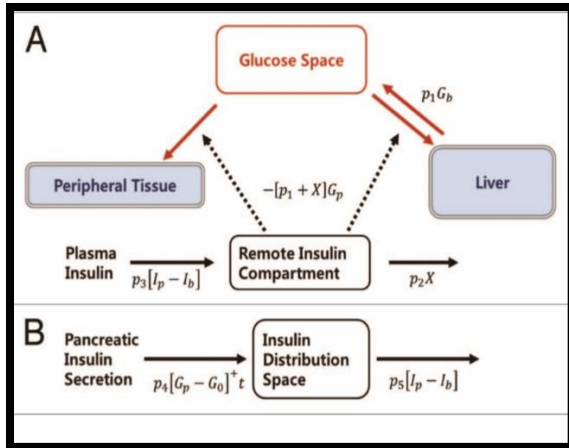 A
Glucose Space
p₁G_b
Peripheral Tissue
−[p₁ + X]G_p
Liver
Plasma
Insulin
p₃[I_p − I_b]
Remote Insulin
Compartment
p₂X
B
Pancreatic
Insulin
Secretion
p₄[G_p − G₀]⁺t
Insulin
Distribution
Space
p₅[I_p − I_b]